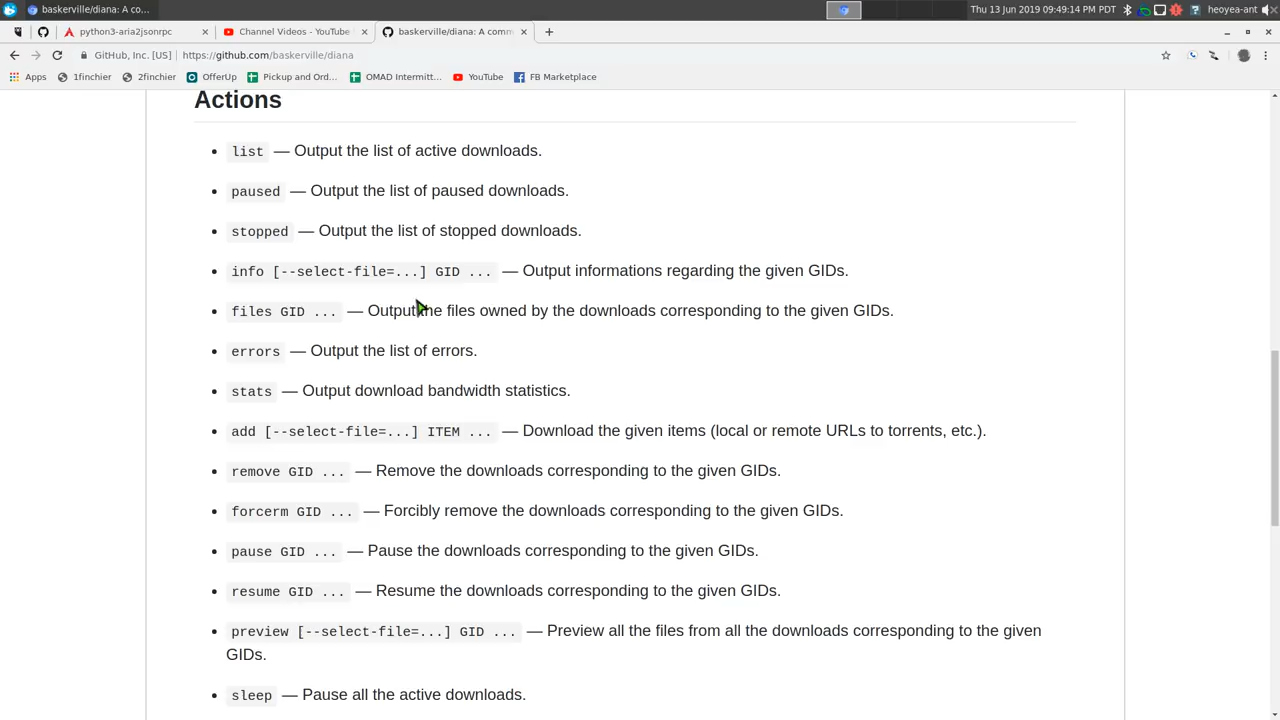 baskerville/diana: A co...
Thu 13 Jun 2019 09:49:14 PM PDT
heoyea-ant
python3-aria2jsonrpc
Channel Videos - YouTube
baskerville/diana: A comm
GitHub, Inc. [US] | https://github.com/baskerville/diana
Apps
1finchier
2finchier
OfferUp
Pickup and Ord...
OMAD Intermitt...
YouTube
FB Marketplace
Actions
list — Output the list of active downloads.
paused — Output the list of paused downloads.
stopped — Output the list of stopped downloads.
info [--select-file=...] GID ... — Output informations regarding the given GIDs.
files GID ... — Output the files owned by the downloads corresponding to the given GIDs.
errors — Output the list of errors.
stats — Output download bandwidth statistics.
add [--select-file=...] ITEM ... — Download the given items (local or remote URLs to torrents, etc.).
remove GID ... — Remove the downloads corresponding to the given GIDs.
forcerm GID ... — Forcibly remove the downloads corresponding to the given GIDs.
pause GID ... — Pause the downloads corresponding to the given GIDs.
resume GID ... — Resume the downloads corresponding to the given GIDs.
preview [--select-file=...] GID ... — Preview all the files from all the downloads corresponding to the given
GIDs.
sleep — Pause all the active downloads.